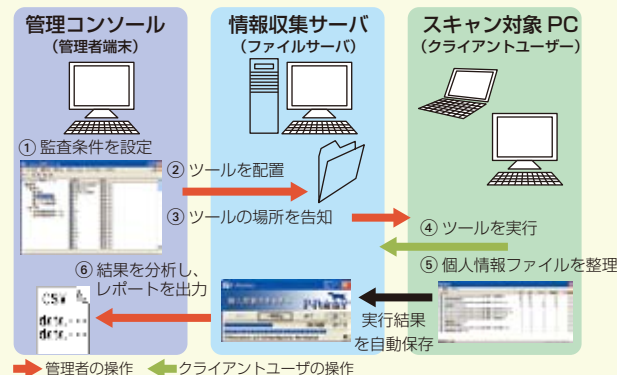 管理コンソール
(管理者端末)
情報収集サーバ
(ファイルサーバ)
スキャン対象 PC
(クライアントユーザー)
① 監査条件を設定
② ツールを配置
③ ツールの場所を告知
④ ツールを実行
⑤ 個人情報ファイルを整理
実行結果
を自動保存
⑥ 結果を分析し、
レポートを出力
CSV
➡管理者の操作 ⬅クライアントユーザの操作